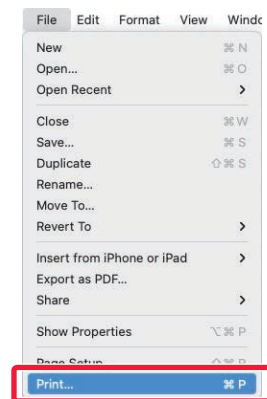 File Edit Format View Windo
New ⌘ N
Open... ⌘ O
Open Recent >
Close ⌘ W
Save... ⌘ S
Duplicate ⇧ ⌘ S
Rename...
Move To...
Revert To >
Insert from iPhone or iPad >
Export as PDF...
Share >
Show Properties ⌥ ⌘ P
Page Setup ⇧ ⌘ P
Print... ⌘ P